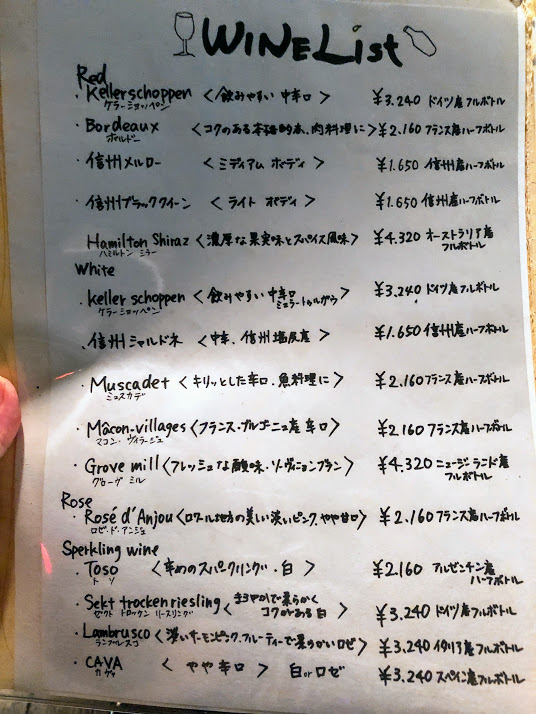 WINE List
Red
・Kellerschoppen <飲みやすい 中辛口> ¥3.240 ドイツ産 フルボトル
ケラーショッペン
・Bordeaux <コクのある本格的赤、肉料理に> ¥2.160 フランス産ハーフボトル
ボルドー
・信州メルロー <ミディアム ボディ> ¥1.650 信州産ハーフボトル
・信州ブラッククイーン <ライト ボディ> ¥1.650 信州産ハーフボトル
Hamilton Shiraz <濃厚な果実味とスパイス風味> ¥4.320 オーストラリア産
ハミルトン シラー フルボトル
White
・keller schoppen <飲みやすい 中辛口 ¥3.240 ドイツ産フルボトル
ケラーショッペン ミュラートゥルガウ>
・信州シャルドネ <中辛、信州塩尻産> ¥1.650 信州産ハーフボトル
・Muscadet <キリッとした辛口・魚料理に> ¥2.160 フランス産ハーフボトル
ミュスカデ
・Mâcon-villages <フランス・ブルゴーニュ産 辛口> ¥2.160 フランス産ハーフボトル
マコン・ヴィラージュ
・Grove mill <フレッシュな酸味・ソーヴィニョンブラン> ¥4.320 ニュージーランド産
グローヴ ミル フルボトル
Rose
・Rosé d'Anjou <ロワール地方の美しい淡いピンク、やや甘口> ¥2.160 フランス産ハーフボトル
ロゼ・ド・アンジュ
Sperkling wine
・Toso <辛めのスパークリング・白> ¥2.160 アルゼンチン産
トソ ハーフボトル
・Sekt trocken riesling <まろやかで柔らかく
ゼクト トロッケン リースリング コクがある 白> ¥3.240 ドイツ産フルボトル
・Lambrusco <濃いサーモンピンク、フルーティーで柔らかいロゼ> ¥3.240 イタリア産フルボトル
ランブルスコ
・CAVA <やや辛口> 白orロゼ ¥3.240 スペイン産フルボトル
カヴァ